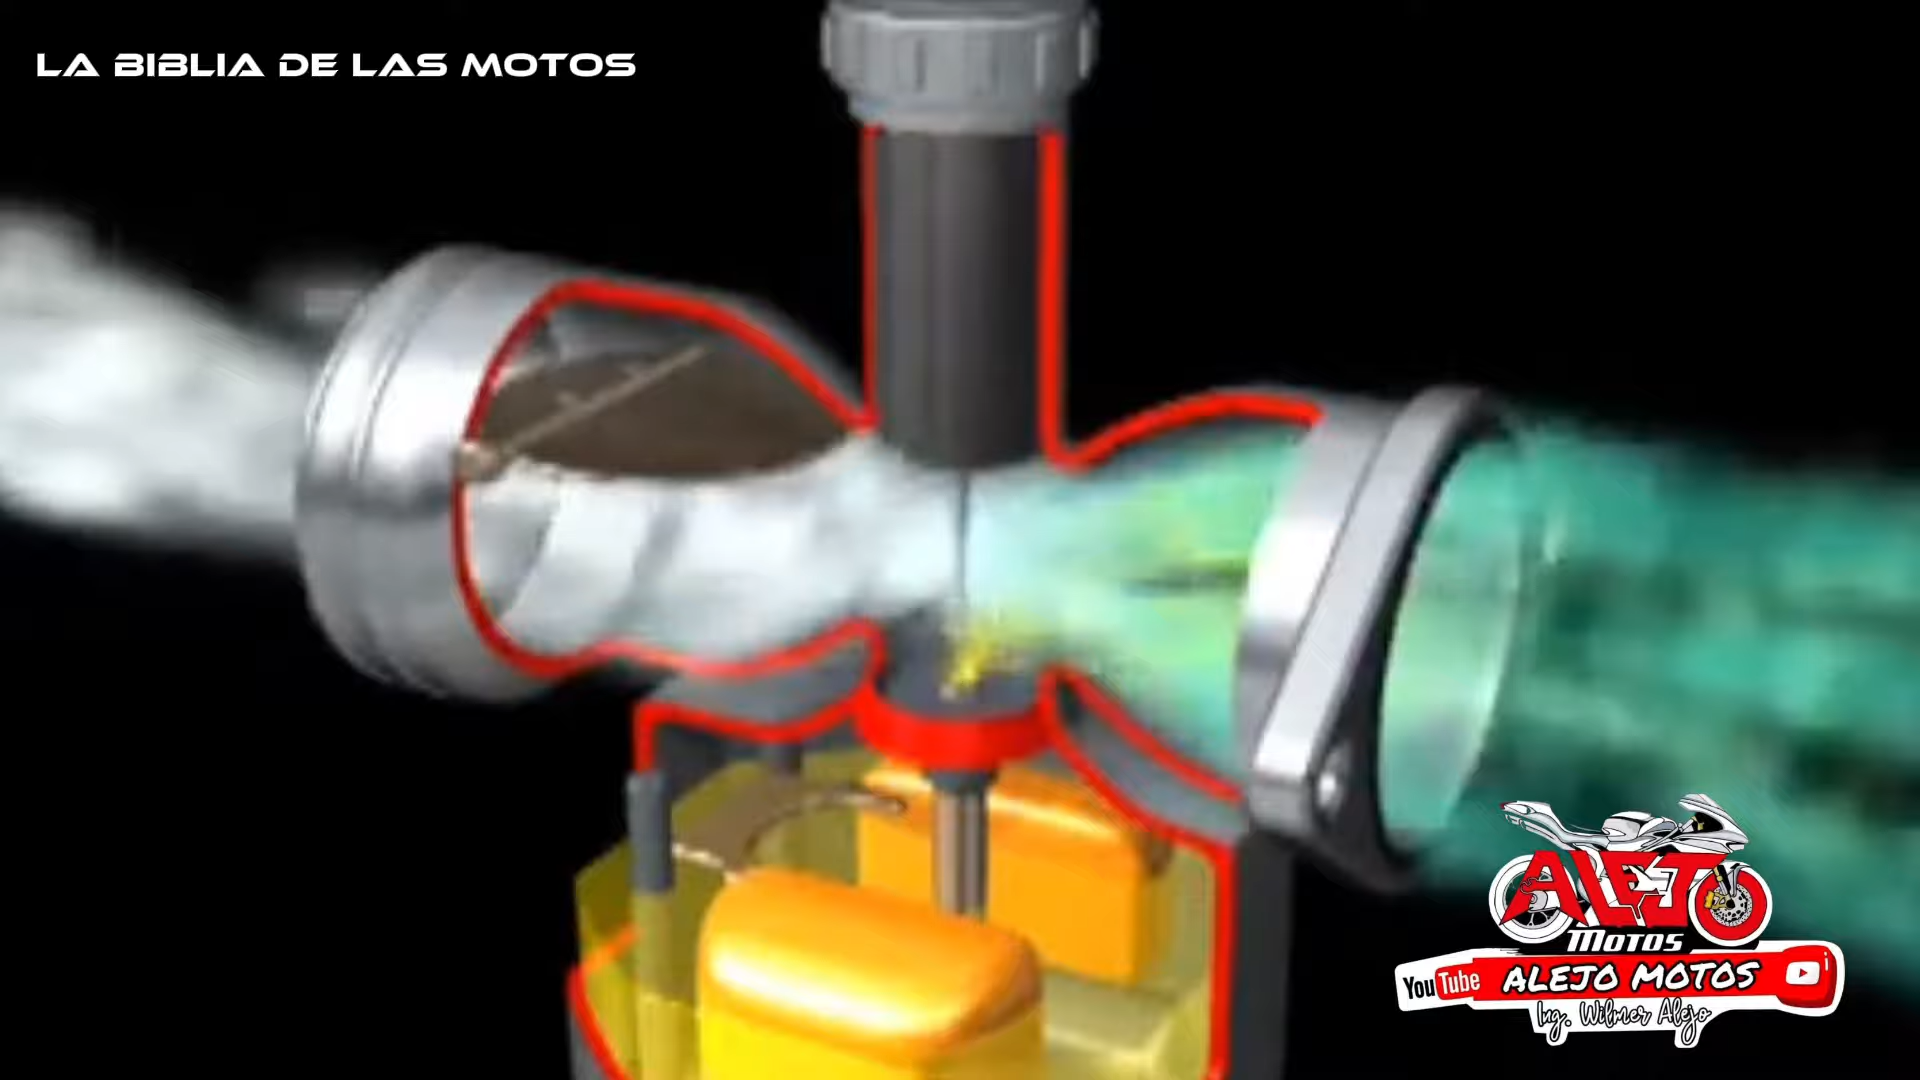 LA BIBLIA DE LAS MOTOS
ALEJO
MOTOS
YouTube ALEJO MOTOS
Ing. Wilmer Alejo